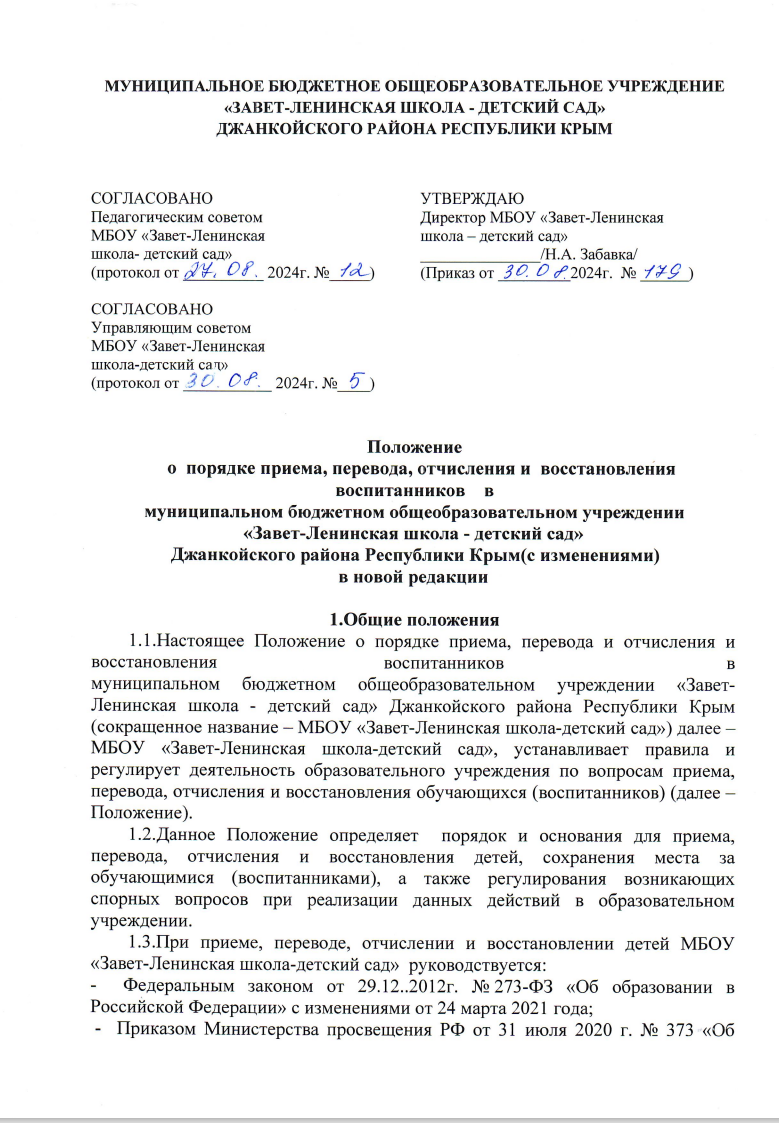 МУНИЦИПАЛЬНОЕ БЮДЖЕТНОЕ ОБЩЕОБРАЗОВАТЕЛЬНОЕ УЧРЕЖДЕНИЕ
«ЗАВЕТ-ЛЕНИНСКАЯ ШКОЛА - ДЕТСКИЙ САД»
ДЖАНКОЙСКОГО РАЙОНА РЕСПУБЛИКИ КРЫМ
СОГЛАСОВАНО
Педагогическим советом
МБОУ «Завет-Ленинская
школа- детский сад»
(протокол от 27. 08. 2024г. № 12)
УТВЕРЖДАЮ
Директор МБОУ «Завет-Ленинская
школа – детский сад»
_______________/Н.А. Забавка/
(Приказ от 30.08.2024г. № 179)
СОГЛАСОВАНО
Управляющим советом
МБОУ «Завет-Ленинская
школа-детский сад»
(протокол от 30. 08. 2024г. № 5)
Положение
о порядке приема, перевода, отчисления и восстановления
воспитанников в
муниципальном бюджетном общеобразовательном учреждении
«Завет-Ленинская школа - детский сад»
Джанкойского района Республики Крым(с изменениями)
в новой редакции
1.Общие положения
1.1.Настоящее Положение о порядке приема, перевода и отчисления и
восстановления воспитанников в
муниципальном бюджетном общеобразовательном учреждении «Завет-
Ленинская школа - детский сад» Джанкойского района Республики Крым
(сокращенное название – МБОУ «Завет-Ленинская школа-детский сад») далее –
МБОУ «Завет-Ленинская школа-детский сад», устанавливает правила и
регулирует деятельность образовательного учреждения по вопросам приема,
перевода, отчисления и восстановления обучающихся (воспитанников) (далее –
Положение).
1.2.Данное Положение определяет порядок и основания для приема,
перевода, отчисления и восстановления детей, сохранения места за
обучающимися (воспитанниками), а также регулирования возникающих
спорных вопросов при реализации данных действий в образовательном
учреждении.
1.3.При приеме, переводе, отчислении и восстановлении детей МБОУ
«Завет-Ленинская школа-детский сад» руководствуется:
- Федеральным законом от 29.12..2012г. № 273-ФЗ «Об образовании в
Российской Федерации» с изменениями от 24 марта 2021 года;
- Приказом Министерства просвещения РФ от 31 июля 2020 г. № 373 «Об